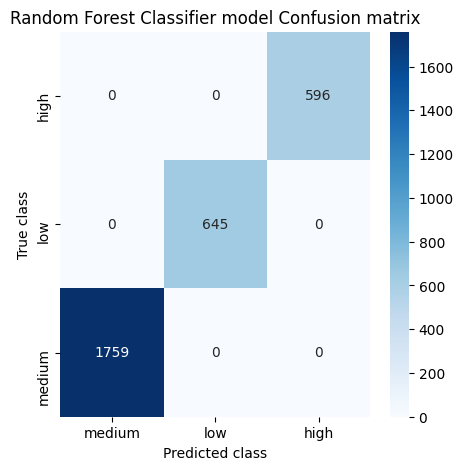 Random Forest Classifier model Confusion matrix
high 0 0 596
low 0 645 0
medium 1759 0 0
medium low high
True class
Predicted class
1600
1400
1200
1000
800
600
400
200
0